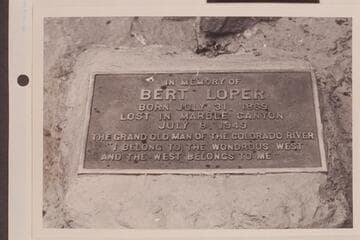 IN MEMORY OF
BERT LOPER
BORN JULY 31, 1869
LOST IN MARBLE CANYON
JULY 8, 1949
THE GRAND OLD MAN OF THE COLORADO RIVER
"I BELONG TO THE WONDROUS WEST
AND THE WEST BELONGS TO ME"